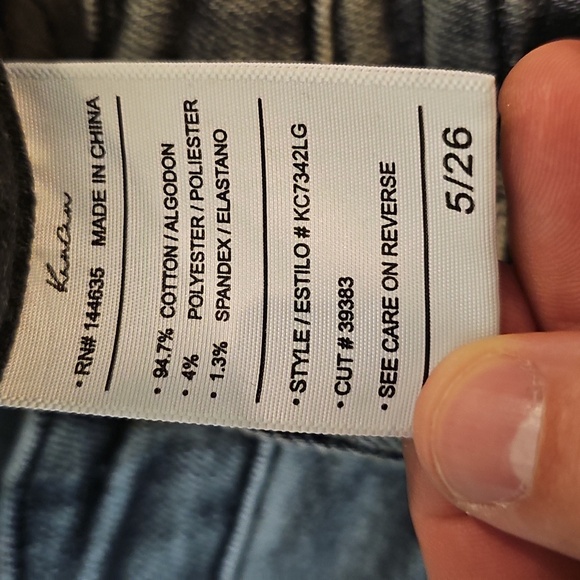 KanCan
• RN# 144635 MADE IN CHINA
• 94.7% COTTON / ALGODON
• 4% POLYESTER / POLIESTER
• 1.3% SPANDEX / ELASTANO
• STYLE / ESTILO # KC7342LG
• CUT # 39383
• SEE CARE ON REVERSE
5/26